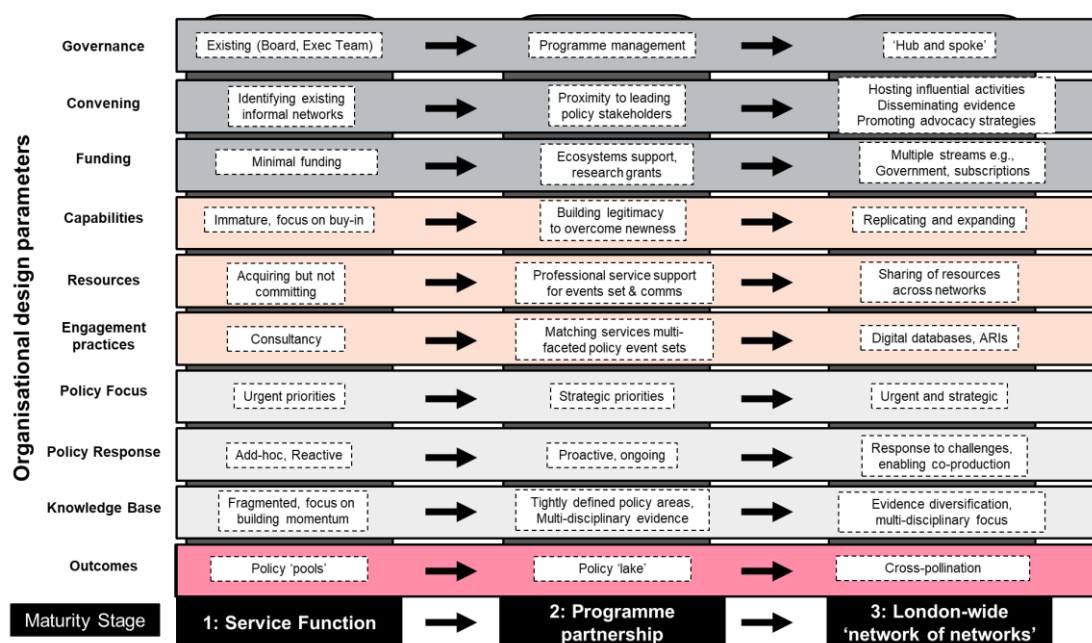 Organisational design parameters
Governance
Existing (Board, Exec Team)
Programme management
‘Hub and spoke’
Convening
Identifying existing
informal networks
Proximity to leading
policy stakeholders
Hosting influential activities
Disseminating evidence
Promoting advocacy strategies
Funding
Minimal funding
Ecosystems support,
research grants
Multiple streams e.g.,
Government, subscriptions
Capabilities
Immature, focus on buy-in
Building legitimacy
to overcome newness
Replicating and expanding
Resources
Acquiring but not
committing
Professional service support
for events set & comms
Sharing of resources
across networks
Engagement
practices
Consultancy
Matching services multi-
faceted policy event sets
Digital databases, ARIs
Policy Focus
Urgent priorities
Strategic priorities
Urgent and strategic
Policy Response
Add-hoc, Reactive
Proactive, ongoing
Response to challenges,
enabling co-production
Knowledge Base
Fragmented, focus on
building momentum
Tightly defined policy areas,
Multi-disciplinary evidence
Evidence diversification,
multi-disciplinary focus
Outcomes
Policy ‘pools’
Policy ‘lake’
Cross-pollination
Maturity Stage
1: Service Function
2: Programme
partnership
3: London-wide
‘network of networks’